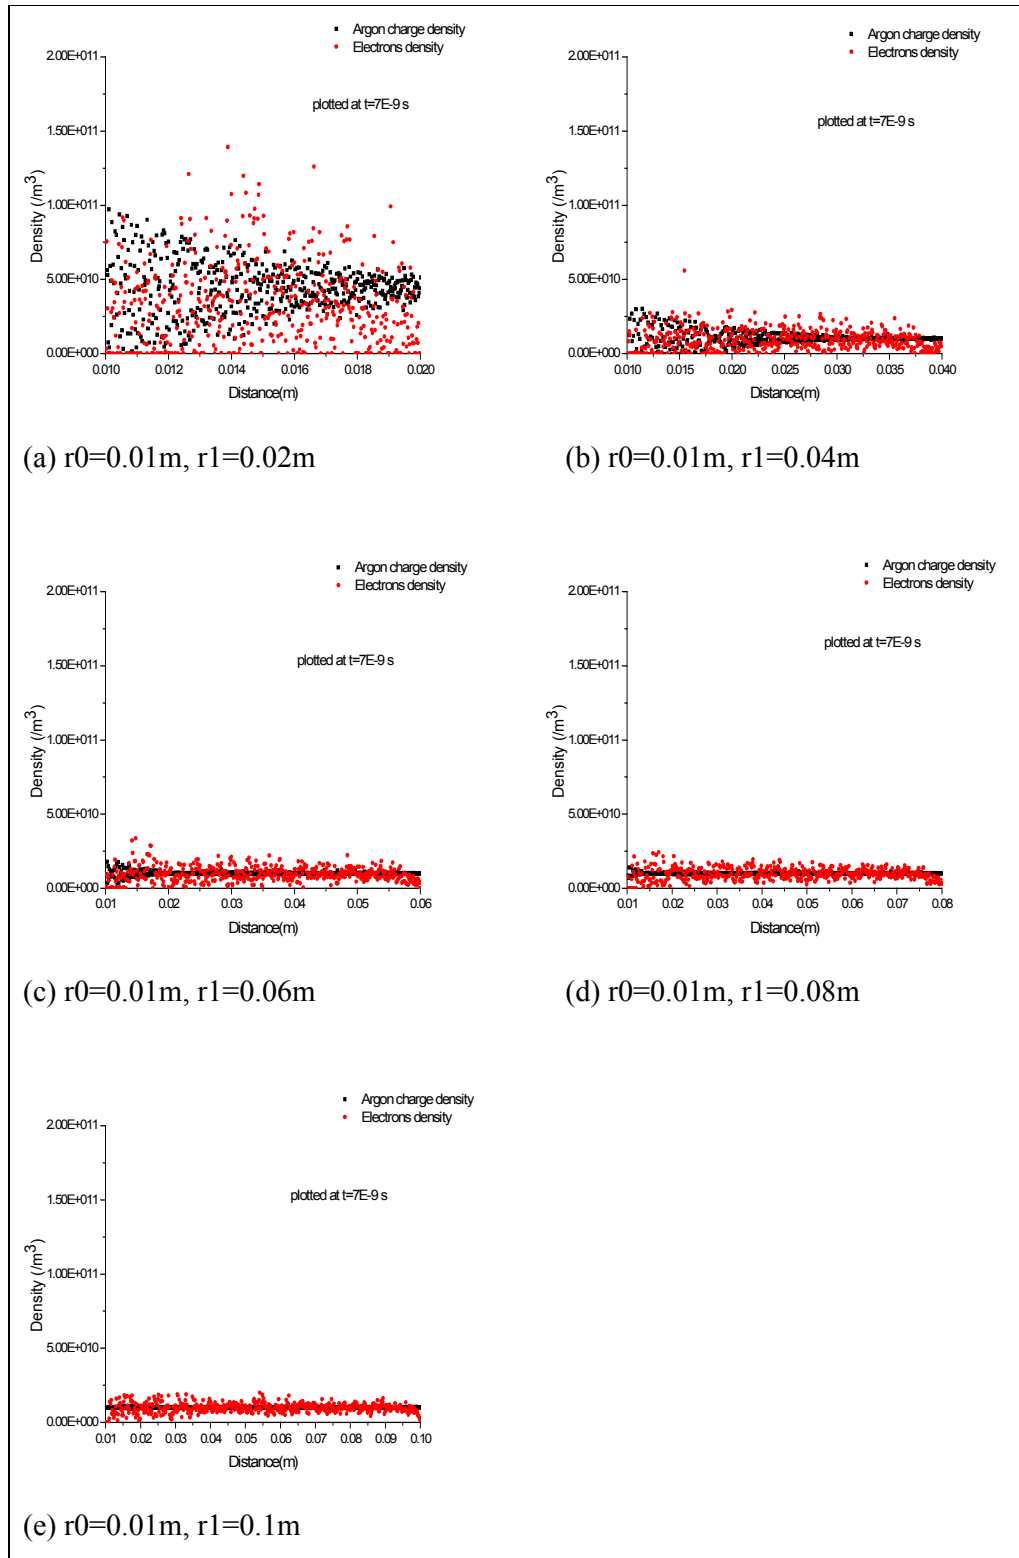 Argon charge density
Electrons density
2.00E+011
1.50E+011
1.00E+011
5.00E+010
0.00E+000
plotted at t=7E-9 s
Density (/m³)
0.010
0.012
0.014
0.016
0.018
0.020
Distance(m)
(a) r0=0.01m, r1=0.02m
Argon charge density
Electrons density
2.00E+011
1.50E+011
1.00E+011
5.00E+010
0.00E+000
plotted at t=7E-9 s
Density (/m³)
0.010
0.015
0.020
0.025
0.030
0.035
0.040
Distance(m)
(b) r0=0.01m, r1=0.04m
Argon charge density
Electrons density
2.00E+011
1.50E+011
1.00E+011
5.00E+010
0.00E+000
plotted at t=7E-9 s
Density (/m³)
0.01
0.02
0.03
0.04
0.05
0.06
Distance(m)
(c) r0=0.01m, r1=0.06m
Argon charge density
Electrons density
2.00E+011
1.50E+011
1.00E+011
5.00E+010
0.00E+000
plotted at t=7E-9 s
Density (/m³)
0.01
0.02
0.03
0.04
0.05
0.06
0.07
0.08
Distance(m)
(d) r0=0.01m, r1=0.08m
Argon charge density
Electrons density
2.00E+011
1.50E+011
1.00E+011
5.00E+010
0.00E+000
plotted at t=7E-9 s
Density (/m³)
0.01
0.02
0.03
0.04
0.05
0.06
0.07
0.08
0.09
0.10
Distance(m)
(e) r0=0.01m, r1=0.1m